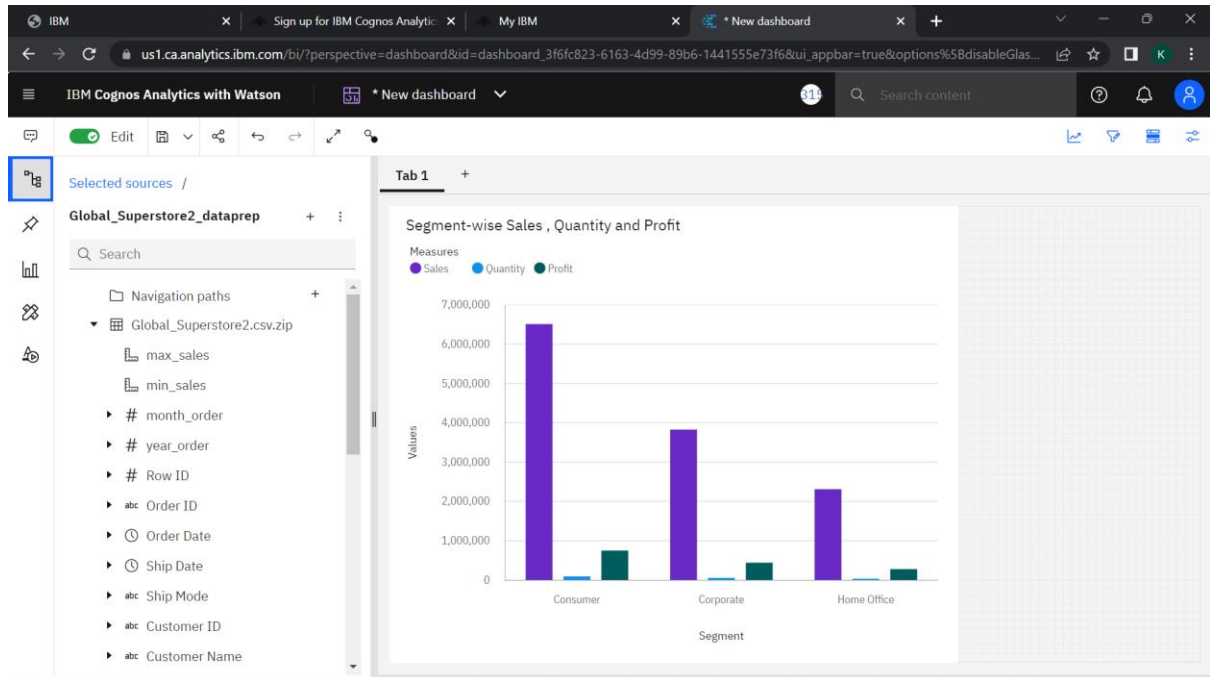 IBM
Sign up for IBM Cognos Analytic
My IBM
* New dashboard
us1.ca.analytics.ibm.com/bi/?perspective=dashboard&id=dashboard_3f6fc823-6163-4d99-89b6-1441555e73f6&ui_appbar=true&options%5BdisableGlas...
K
IBM Cognos Analytics with Watson
* New dashboard
Search content
Edit
Selected sources /
Tab 1 +
Global_Superstore2_dataprep
Search
Navigation paths
Global_Superstore2.csv.zip
max_sales
min_sales
# month_order
# year_order
# Row ID
abc Order ID
Order Date
Ship Date
abc Ship Mode
abc Customer ID
abc Customer Name
Segment-wise Sales , Quantity and Profit
Measures
Sales Quantity Profit
7,000,000
6,000,000
5,000,000
4,000,000
3,000,000
2,000,000
1,000,000
0
Values
Consumer Corporate Home Office
Segment